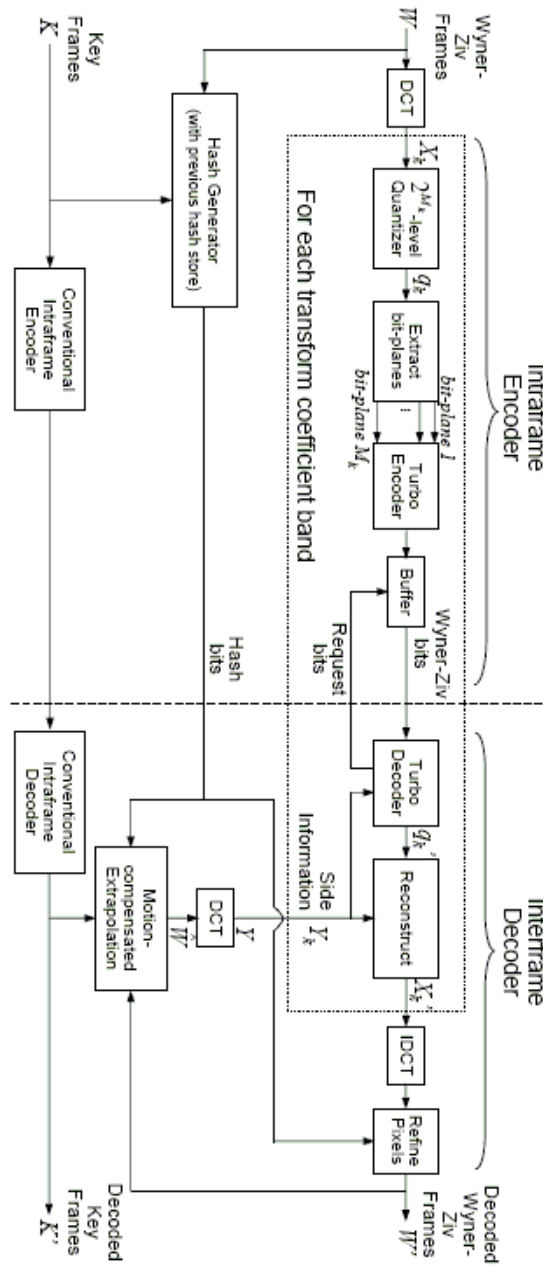 Intraframe
Encoder
Interframe
Decoder
Wyner-
Ziv
Frames
W
DCT
X_k
2^{M_k}-level
Quantizer
q_k
Extract
bit-planes
bit-plane 1
...
bit-plane M_k
Turbo
Encoder
Buffer
Wyner-Ziv
bits
Turbo
Decoder
q_k'
Reconstruct
X_k'
IDCT
Refine
Pixels
Decoded
Wyner-
Ziv
Frames
W'
For each transform coefficient band
Request
bits
Side
Information
Y_k
Hash Generator
(with previous hash store)
Hash
bits
Y
DCT
Ŵ
Motion-
compensated
Extrapolation
Key
Frames
K
Conventional
Intraframe
Encoder
Conventional
Intraframe
Decoder
Decoded
Key
Frames
K'